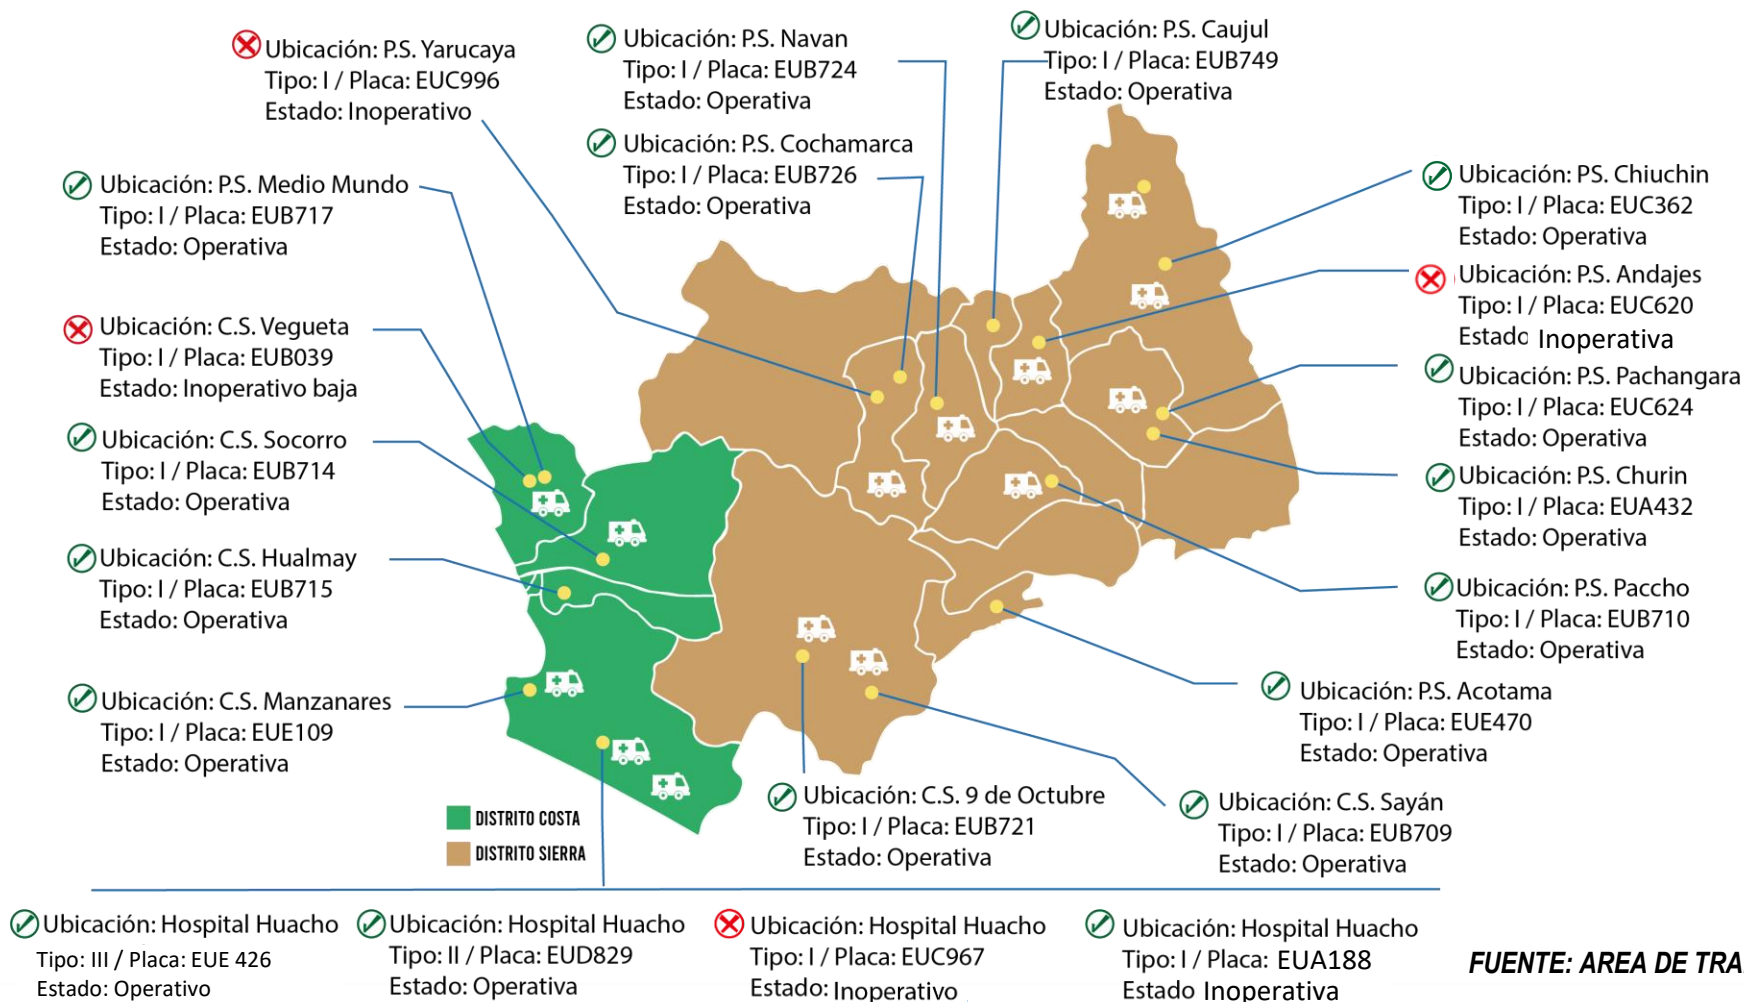 Ubicación: P.S. Yarucaya
Tipo: I / Placa: EUC996
Estado: Inoperativo
Ubicación: P.S. Navan
Tipo: I / Placa: EUB724
Estado: Operativa
Ubicación: P.S. Caujul
Tipo: I / Placa: EUB749
Estado: Operativa
Ubicación: P.S. Cochamarca
Tipo: I / Placa: EUB726
Estado: Operativa
Ubicación: P.S. Medio Mundo
Tipo: I / Placa: EUB717
Estado: Operativa
Ubicación: PS. Chiuchin
Tipo: I / Placa: EUC362
Estado: Operativa
Ubicación: P.S. Andajes
Tipo: I / Placa: EUC620
Estado Inoperativa
Ubicación: C.S. Vegueta
Tipo: I / Placa: EUB039
Estado: Inoperativo baja
Ubicación: P.S. Pachangara
Tipo: I / Placa: EUC624
Estado: Operativa
Ubicación: C.S. Socorro
Tipo: I / Placa: EUB714
Estado: Operativa
Ubicación: P.S. Churin
Tipo: I / Placa: EUA432
Estado: Operativa
Ubicación: C.S. Hualmay
Tipo: I / Placa: EUB715
Estado: Operativa
Ubicación: P.S. Paccho
Tipo: I / Placa: EUB710
Estado: Operativa
Ubicación: C.S. Manzanares
Tipo: I / Placa: EUE109
Estado: Operativa
Ubicación: P.S. Acotama
Tipo: I / Placa: EUE470
Estado: Operativa
DISTRITO COSTA
DISTRITO SIERRA
Ubicación: C.S. 9 de Octubre
Tipo: I / Placa: EUB721
Estado: Operativa
Ubicación: C.S. Sayán
Tipo: I / Placa: EUB709
Estado: Operativa
Ubicación: Hospital Huacho
Tipo: III / Placa: EUE 426
Estado: Operativo
Ubicación: Hospital Huacho
Tipo: II / Placa: EUD829
Estado: Operativa
Ubicación: Hospital Huacho
Tipo: I / Placa: EUC967
Estado: Inoperativo
Ubicación: Hospital Huacho
Tipo: I / Placa: EUA188
Estado Inoperativa
FUENTE: AREA DE TRA